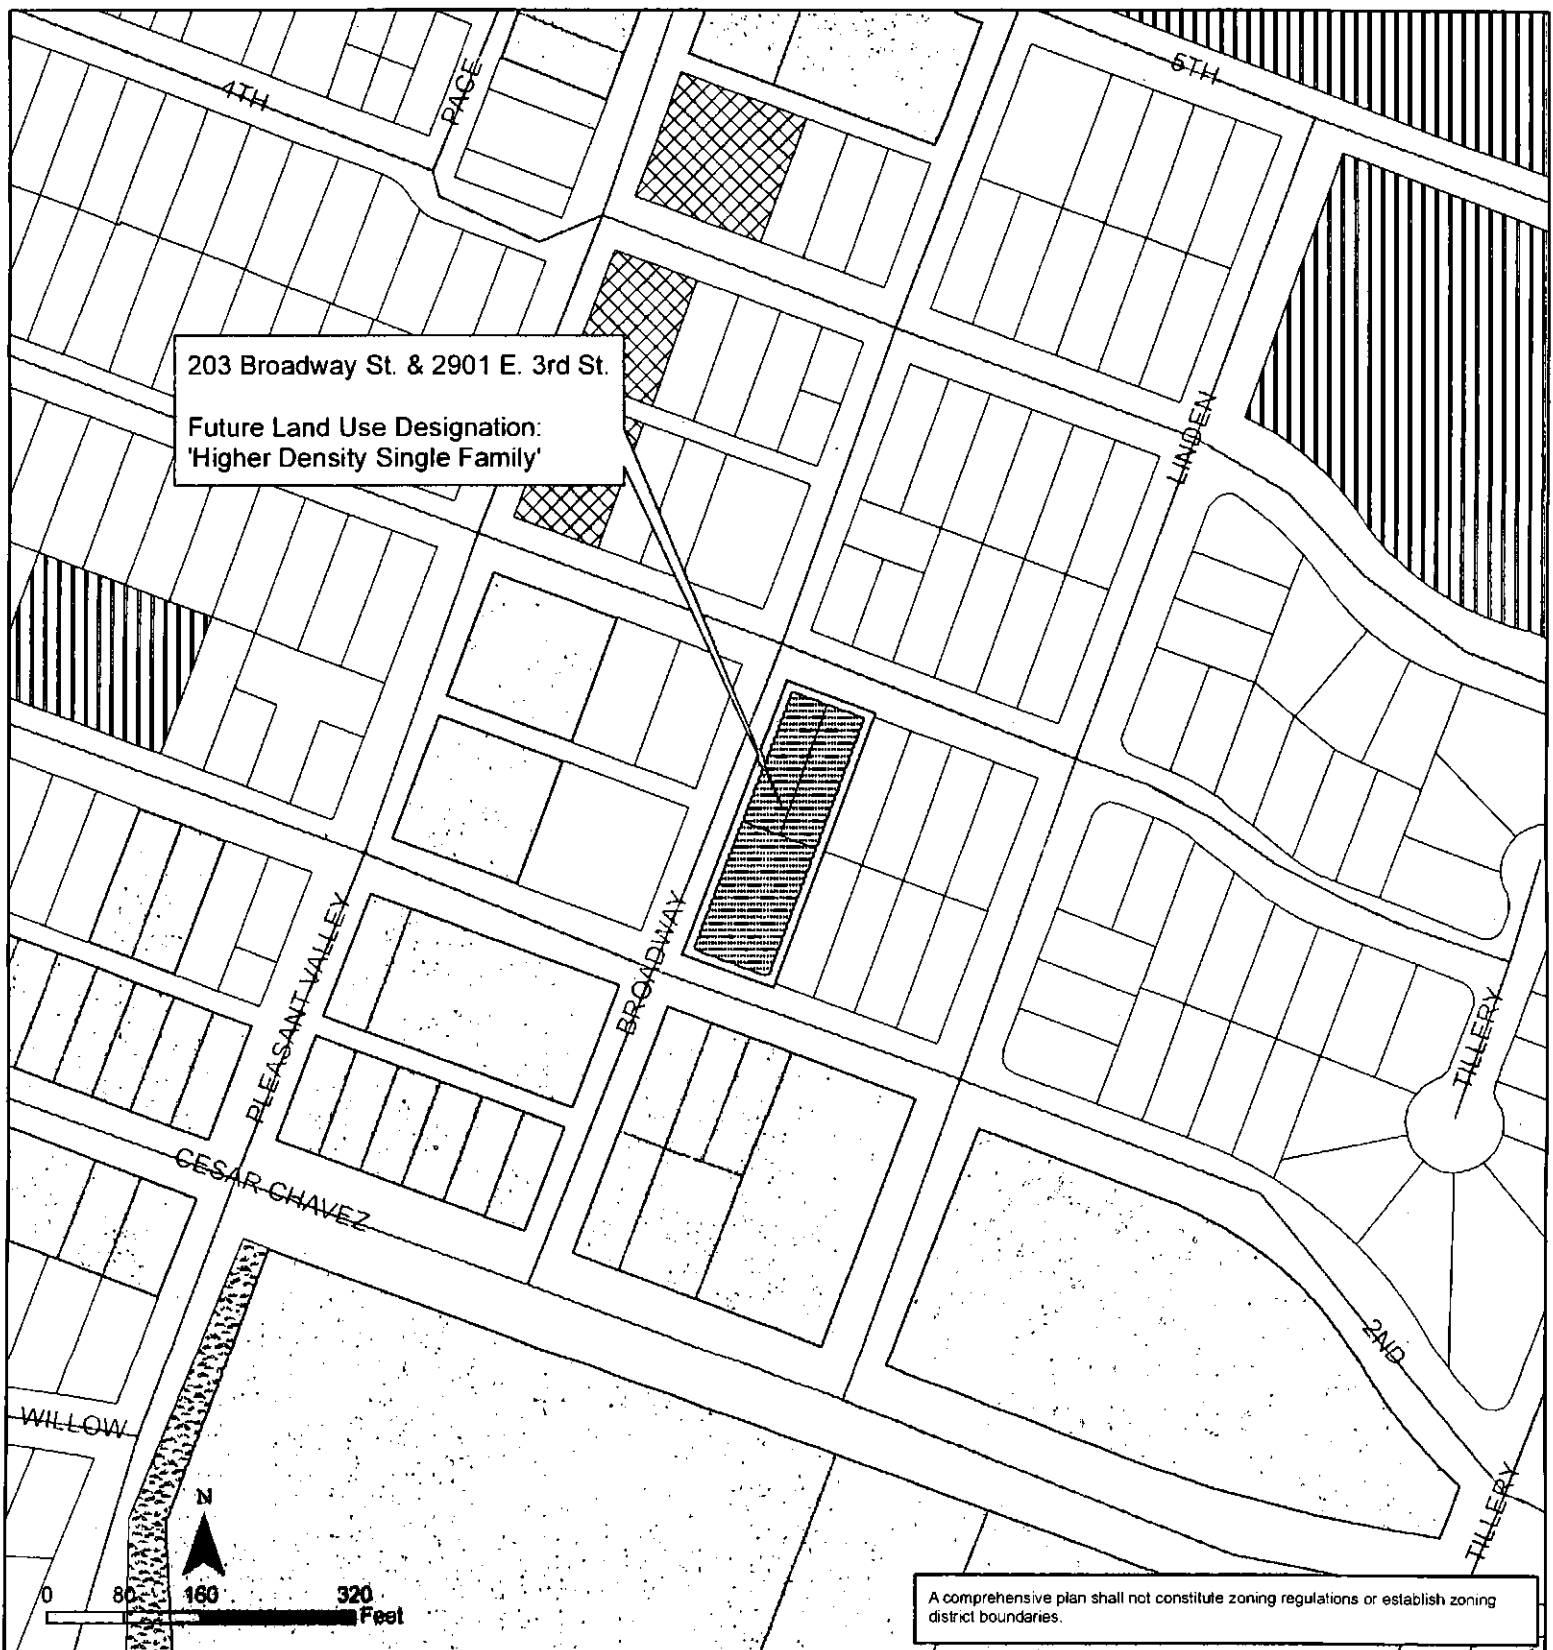 4TH
PACE
5TH
203 Broadway St. & 2901 E. 3rd St.
Future Land Use Designation:
'Higher Density Single Family'
LINDEN
PLEASANT VALLEY
BROADWAY
TILLERY
CESAR CHAVEZ
2ND
WILLOW
TILLERY
N
0 80 160 320
Feet
A comprehensive plan shall not constitute zoning regulations or establish zoning
district boundaries.